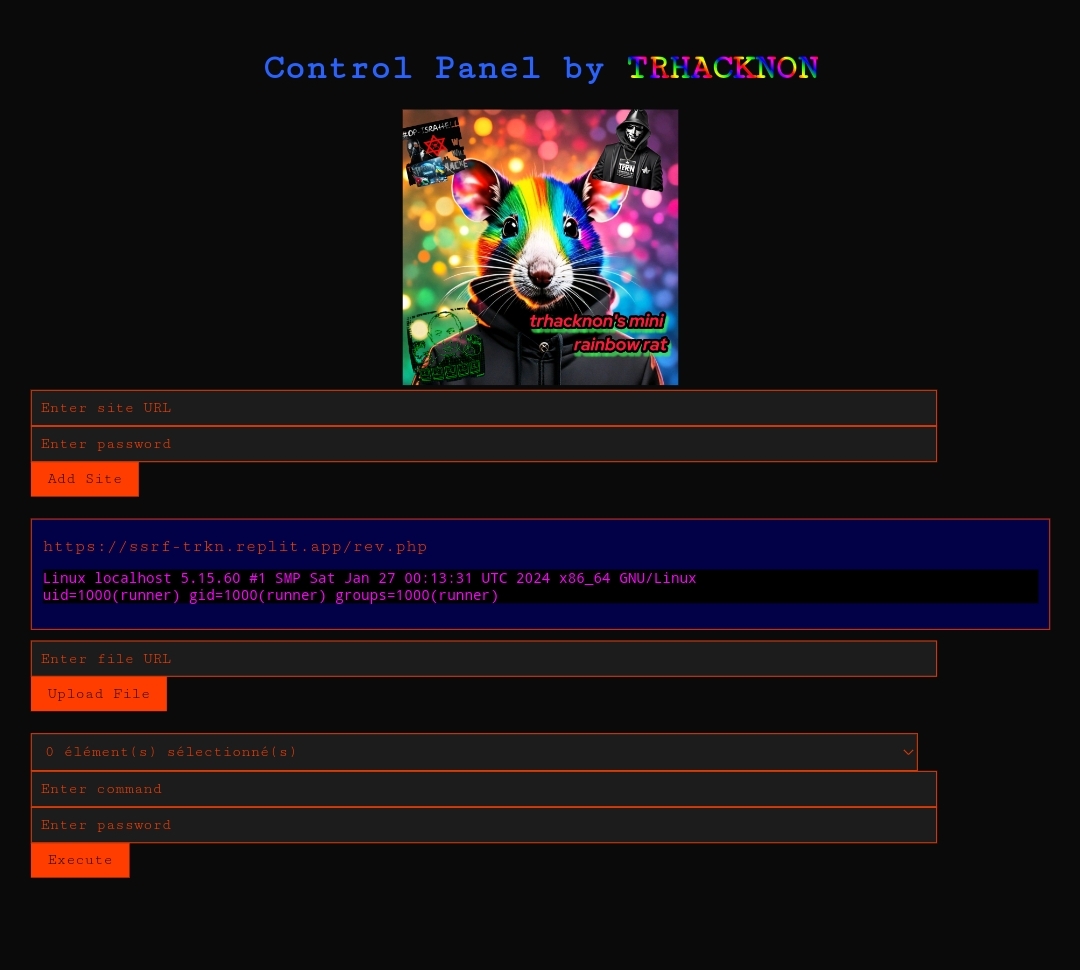 Control Panel by TRHACKNON
#OP-ISRAHELL
TRKN
trhacknon's mini
rainbow rat
Enter site URL
Enter password
Add Site
https://ssrf-trkn.replit.app/rev.php
Linux localhost 5.15.60 #1 SMP Sat Jan 27 00:13:31 UTC 2024 x86_64 GNU/Linux
uid=1000(runner) gid=1000(runner) groups=1000(runner)
Enter file URL
Upload File
0 élément(s) sélectionné(s)
Enter command
Enter password
Execute